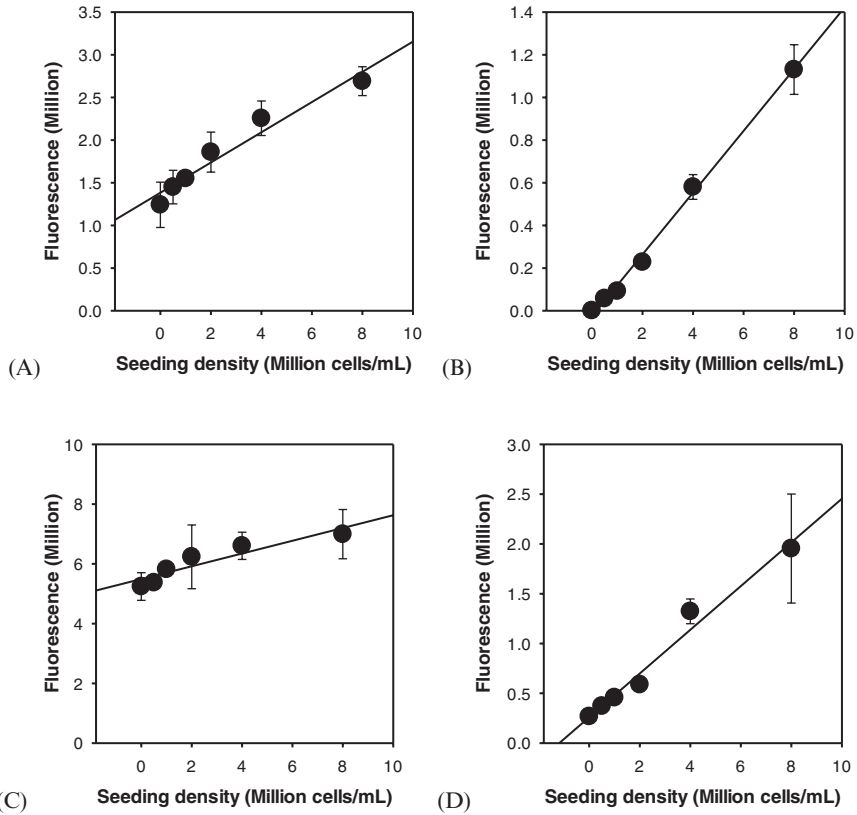 3.5
3.0
2.5
2.0
1.5
1.0
0.5
0.0
Fluorescence (Million)
0 2 4 6 8 10
Seeding density (Million cells/mL)
(A)
1.4
1.2
1.0
0.8
0.6
0.4
0.2
0.0
Fluorescence (Million)
0 2 4 6 8 10
Seeding density (Million cells/mL)
(B)
10
8
6
4
2
0
Fluorescence (Million)
0 2 4 6 8 10
Seeding density (Million cells/mL)
(C)
3.0
2.5
2.0
1.5
1.0
0.5
0.0
Fluorescence (Million)
0 2 4 6 8 10
Seeding density (Million cells/mL)
(D)